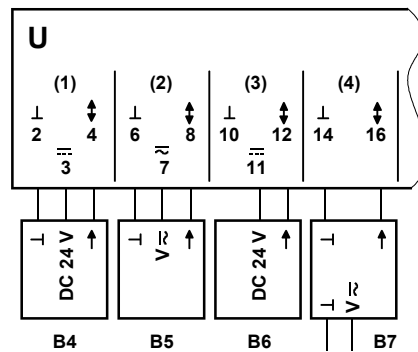 U
(1) (2) (3) (4)
⊥ ↕ ⊥ ↕ ⊥ ↕ ⊥ ↕
2 4 6 8 10 12 14 16
⎓ ≂ ⎓
3 7 11
⊥ DC 24 V ↑ ⊥ V ≂ ↑ DC 24 V ↑ ⊥ ↑
⊥ V ≂
B4 B5 B6 B7